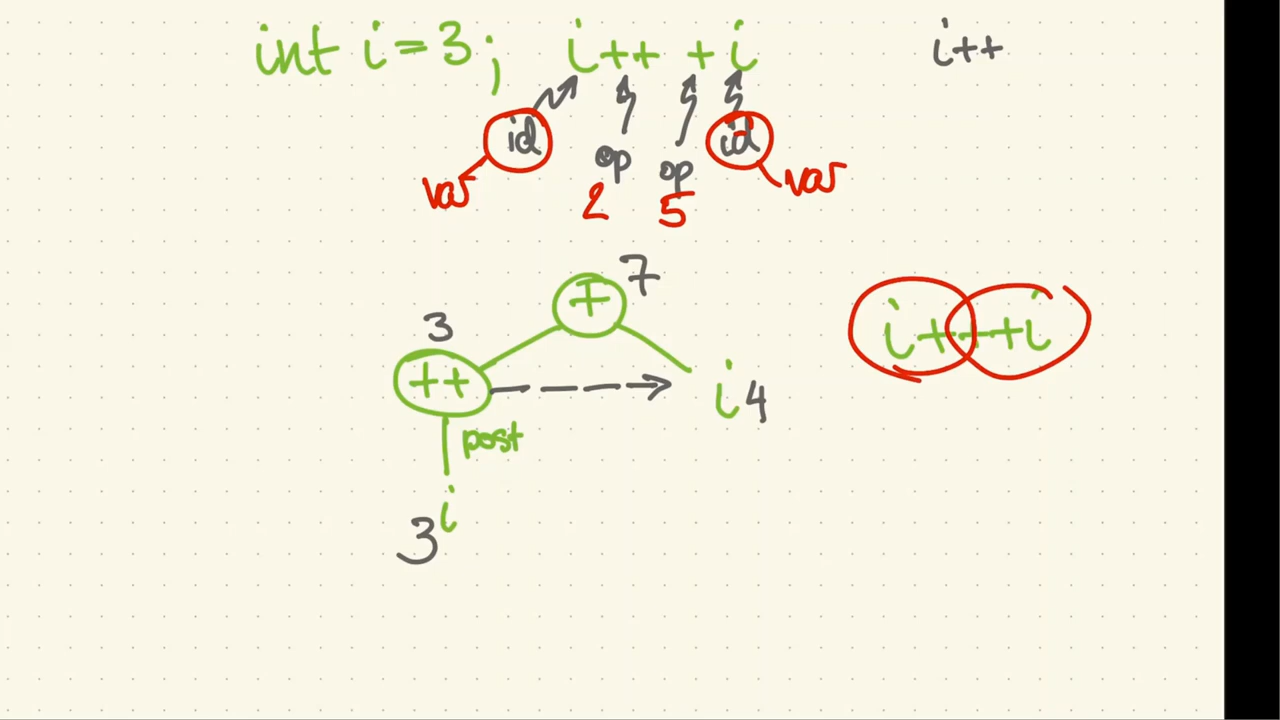 int i = 3; i++ +i i++
id op op id
var 2 5 var
+ 7
3
++ i 4
post
3 i
i+++i